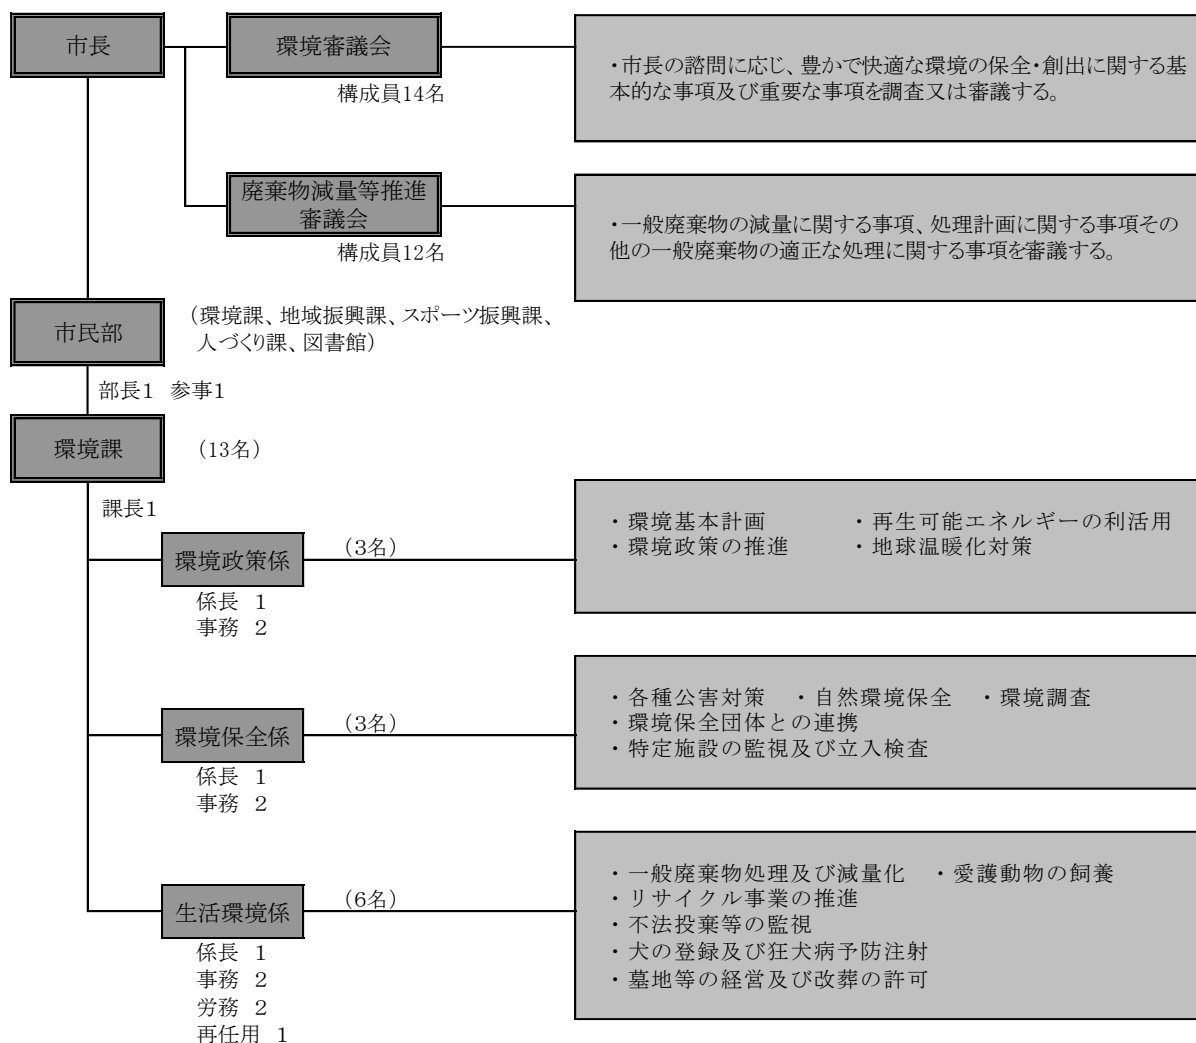 市長
環境審議会
構成員14名
・市長の諮問に応じ、豊かで快適な環境の保全・創出に関する基
本的な事項及び重要な事項を調査又は審議する。
廃棄物減量等推進
審議会
構成員12名
・一般廃棄物の減量に関する事項、処理計画に関する事項その
他の一般廃棄物の適正な処理に関する事項を審議する。
市民部
（環境課、地域振興課、スポーツ振興課、
人づくり課、図書館）
部長1 参事1
環境課
（13名）
課長1
環境政策係
（3名）
係長 1
事務 2
・環境基本計画 ・再生可能エネルギーの利活用
・環境政策の推進 ・地球温暖化対策
環境保全係
（3名）
係長 1
事務 2
・各種公害対策 ・自然環境保全 ・環境調査
・環境保全団体との連携
・特定施設の監視及び立入検査
生活環境係
（6名）
係長 1
事務 2
労務 2
再任用 1
・一般廃棄物処理及び減量化 ・愛護動物の飼養
・リサイクル事業の推進
・不法投棄等の監視
・犬の登録及び狂犬病予防注射
・墓地等の経営及び改葬の許可